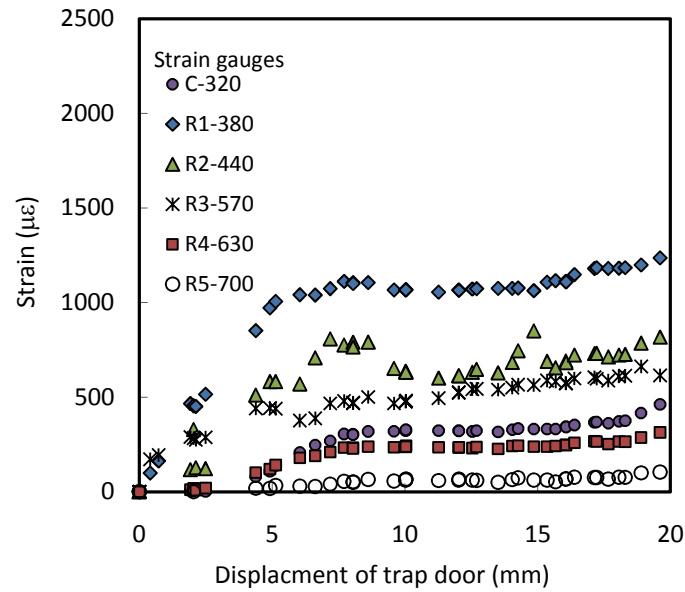 2500
2000
1500
1000
500
0
Strain (με)
Strain gauges
C-320
R1-380
R2-440
R3-570
R4-630
R5-700
0 5 10 15 20
Displacment of trap door (mm)